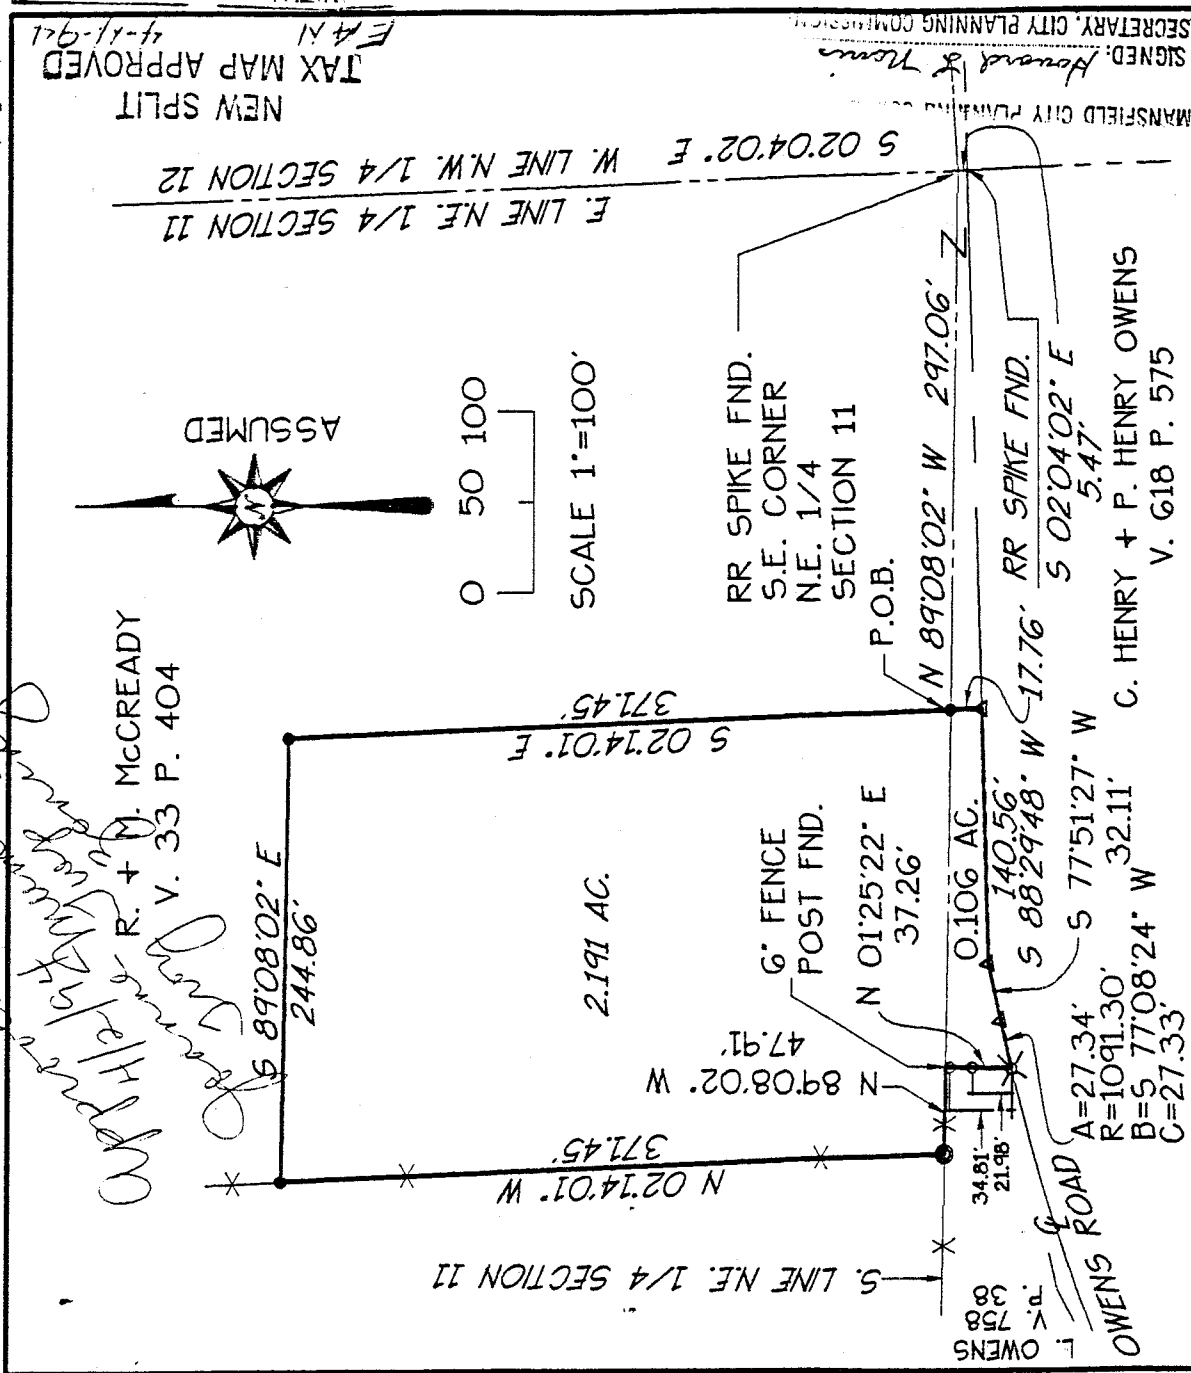 NEW SPLIT
TAX MAP APPROVED
E 4 N
MANSFIELD CITY PLANNING
SIGNED: Howard L Norris
SECRETARY, CITY PLANNING COMMISSION
W. LINE N.W. 1/4 SECTION 12
S 02°04'02" E
E. LINE N.E. 1/4 SECTION 11
ASSUMED
N
0 50 100
SCALE 1"=100'
R. + M. McCREADY
V. 33 P. 404
Approved
S 89°08'02" E
244.86'
S 02°14'01" E
371.45'
2.191 AC.
N 02°14'01" W
371.45'
RR SPIKE FND.
S.E. CORNER
N.E. 1/4
SECTION 11
P.O.B.
N 89°08'02" W 297.06'
RR SPIKE FND.
S 02°04'02" E
5.47'
17.76'
C. HENRY + P. HENRY OWENS
V. 618 P. 575
6" FENCE
POST FND.
N 01°25'22" E
37.26'
N 89°08'02" W
47.91'
0.106 AC.
140.56'
S 88°29'48" W
S 77°51'27" W
32.11'
A=27.34'
R=1091.30'
B=S 77°08'24" W
C=27.33'
34.81'
21.98'
S. LINE N.E. 1/4 SECTION 11
OWENS ROAD
L. OWENS
V. 758
P. 38